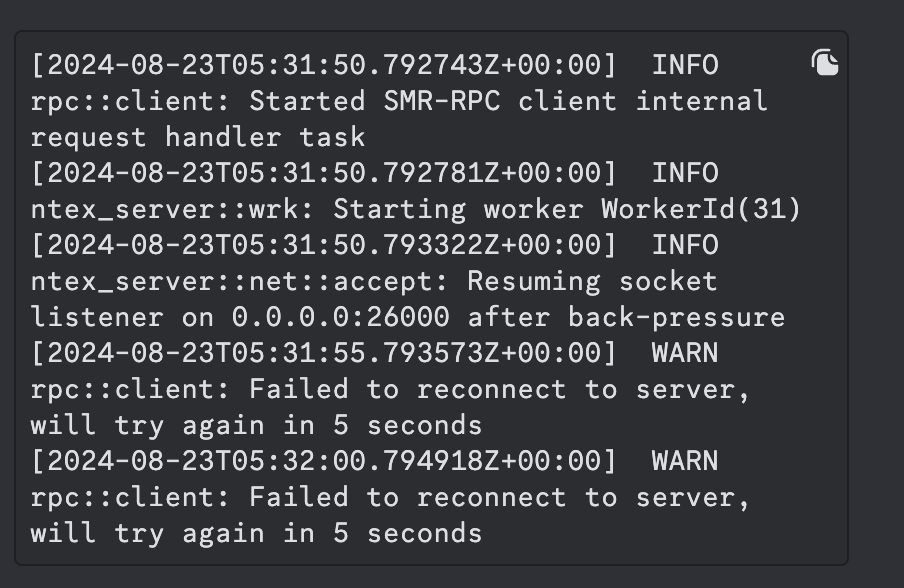 [2024-08-23T05:31:50.792743Z+00:00]  INFO
rpc::client: Started SMR-RPC client internal
request handler task
[2024-08-23T05:31:50.792781Z+00:00]  INFO
ntex_server::wrk: Starting worker WorkerId(31)
[2024-08-23T05:31:50.793322Z+00:00]  INFO
ntex_server::net::accept: Resuming socket
listener on 0.0.0.0:26000 after back-pressure
[2024-08-23T05:31:55.793573Z+00:00]  WARN
rpc::client: Failed to reconnect to server,
will try again in 5 seconds
[2024-08-23T05:32:00.794918Z+00:00]  WARN
rpc::client: Failed to reconnect to server,
will try again in 5 seconds